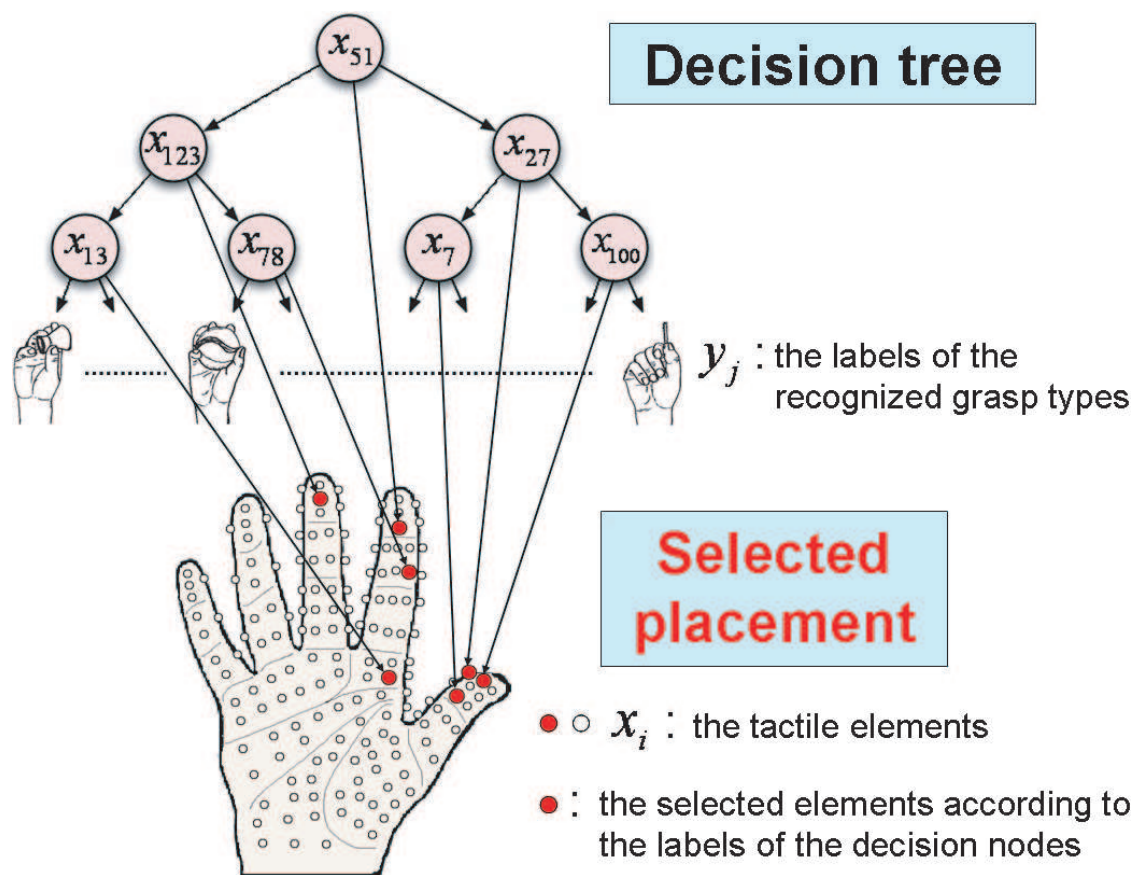 x51
Decision tree
x123
x27
x13
x78
x7
x100
yj : the labels of the
recognized grasp types
Selected
placement
xi : the tactile elements
: the selected elements according to
the labels of the decision nodes